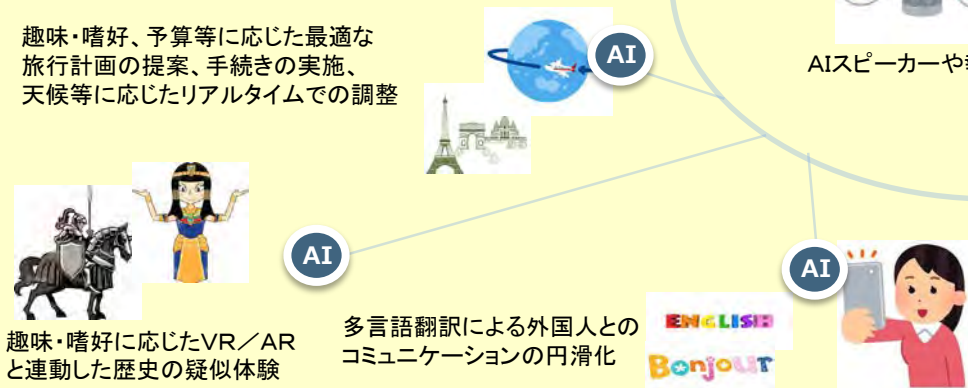 趣味・嗜好、予算等に応じた最適な
旅行計画の提案、手続きの実施、
天候等に応じたリアルタイムでの調整
AI
AIスピーカーや
AI
AI
趣味・嗜好に応じたVR／AR
と連動した歴史の疑似体験
多言語翻訳による外国人との
コミュニケーションの円滑化
ENGLISH
Bonjour